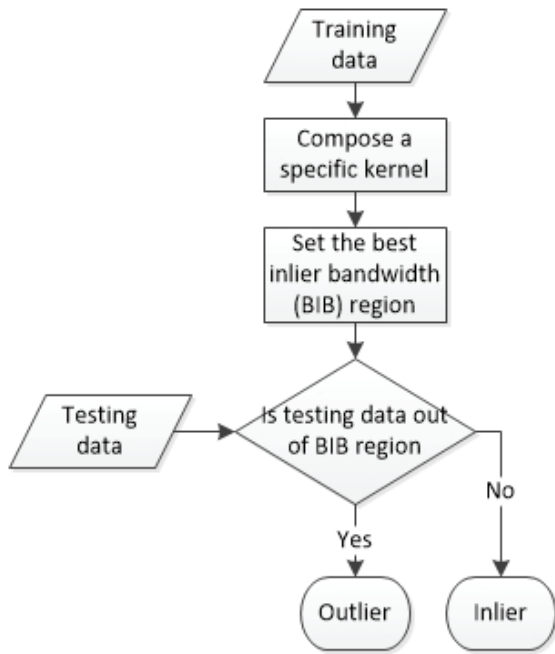 Training
data
Compose a
specific kernel
Set the best
inlier bandwidth
(BIB) region
Testing
data
Is testing data out
of BIB region
No
Yes
Outlier
Inlier